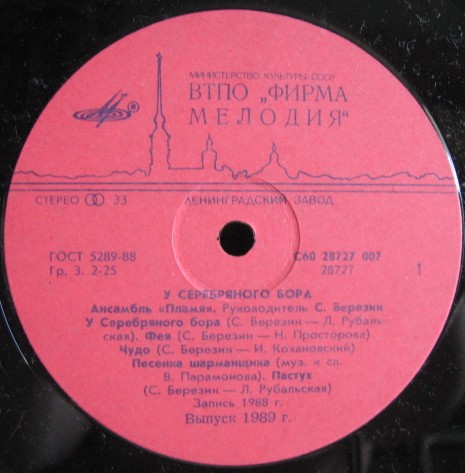 МИНИСТЕРСТВО КУЛЬТУРЫ СССР
ВТПО „ФИРМА
МЕЛОДИЯ“
®
СТЕРЕО 33 ЛЕНИНГРАДСКИЙ ЗАВОД
ГОСТ 5289-88 С60 28727 007
Гр. 3. 2-25 28727 1
У СЕРЕБРЯНОГО БОРА
Ансамбль «Пламя». Руководитель С. Березин
У Серебряного бора (С. Березин — Л. Рубаль-
ская). Фея (С. Березин — Н. Просторова)
Чудо (С. Березин — И. Кохановский)
Песенка шарманщика (муз. и сл.
В. Парамонова). Пастух
(С. Березин — Л. Рубальская)
Запись 1988 г.
Выпуск 1989 г.